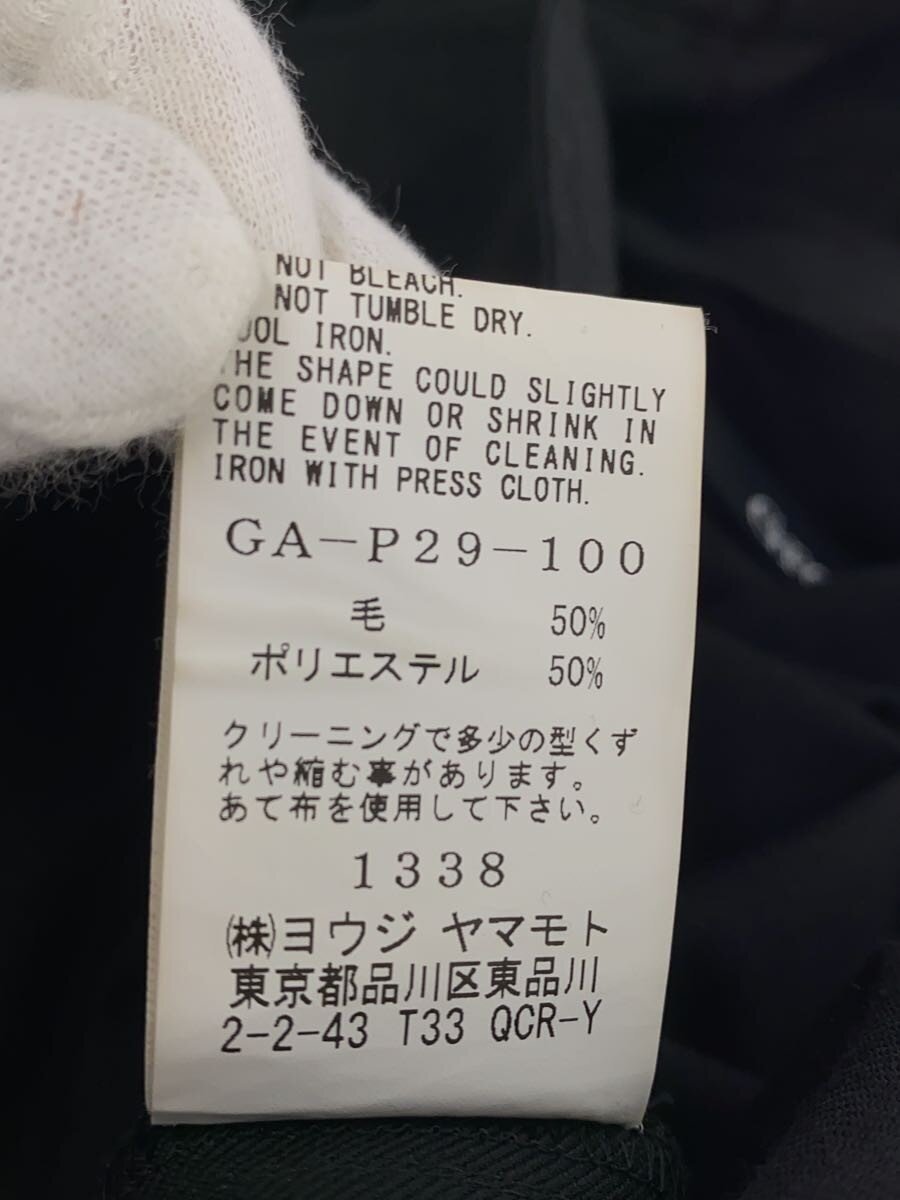 NOT BLEACH.
NOT TUMBLE DRY.
OOL IRON.
THE SHAPE COULD SLIGHTLY
COME DOWN OR SHRINK IN
THE EVENT OF CLEANING.
IRON WITH PRESS CLOTH.
GA-P29-100
毛 50%
ポリエステル 50%
クリーニングで多少の型くず
れや縮む事があります。
あて布を使用して下さい。
1338
㈱ヨウジ ヤマモト
東京都品川区東品川
2-2-43 T33 QCR-Y